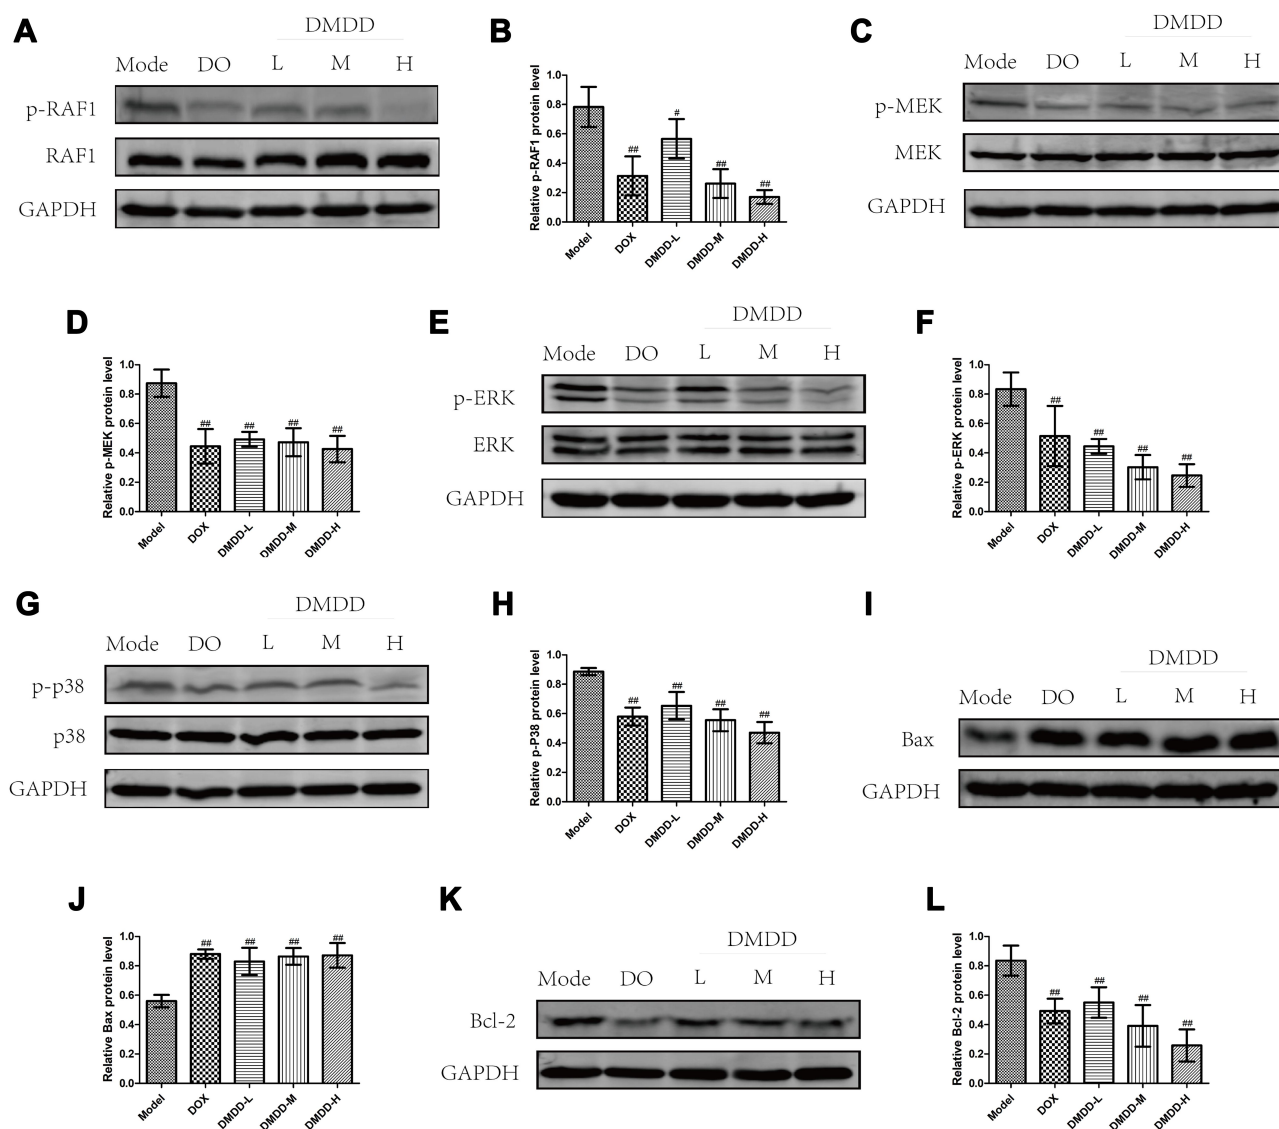 A
DMDD
Mode DO L M H
p-RAF1
RAF1
GAPDH
B
Relative p-RAF1 protein level
1.0
0.8
0.6
0.4
0.2
0.0
##
#
##
##
Model DOX DMDD-L DMDD-M DMDD-H
C
DMDD
Mode DO L M H
p-MEK
MEK
GAPDH
D
Relative p-MEK protein level
1.0
0.8
0.6
0.4
0.2
0.0
##
##
##
##
Model DOX DMDD-L DMDD-M DMDD-H
E
DMDD
Mode DO L M H
p-ERK
ERK
GAPDH
F
Relative p-ERK protein level
1.0
0.8
0.6
0.4
0.2
0.0
##
##
##
##
Model DOX DMDD-L DMDD-M DMDD-H
G
DMDD
Mode DO L M H
p-p38
p38
GAPDH
H
Relative p-P38 protein level
1.0
0.8
0.6
0.4
0.2
0.0
##
##
##
##
Model DOX DMDD-L DMDD-M DMDD-H
I
DMDD
Mode DO L M H
Bax
GAPDH
J
Relative Bax protein level
1.0
0.8
0.6
0.4
0.2
0.0
##
##
##
##
Model DOX DMDD-L DMDD-M DMDD-H
K
DMDD
Mode DO L M H
Bcl-2
GAPDH
L
Relative Bcl-2 protein level
1.0
0.8
0.6
0.4
0.2
0.0
##
##
##
##
Model DOX DMDD-L DMDD-M DMDD-H